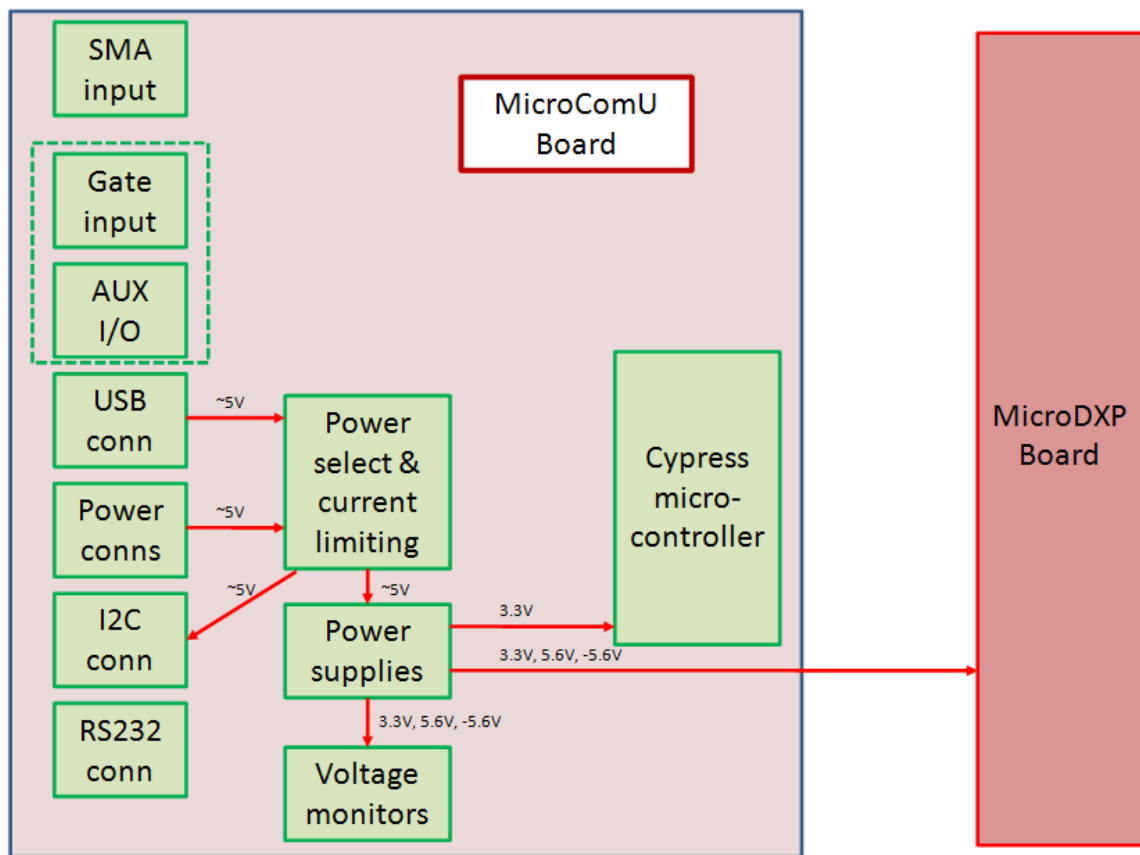 SMA
input
MicroComU
Board
Gate
input
AUX
I/O
USB
conn
~5V
Power
select &
current
limiting
Cypress
micro-
controller
MicroDXP
Board
Power
conns
~5V
~5V
~5V
I2C
conn
Power
supplies
3.3V
3.3V, 5.6V, -5.6V
3.3V, 5.6V, -5.6V
RS232
conn
Voltage
monitors